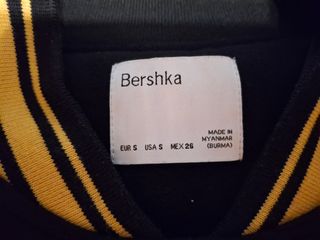 Bershka
EUR S USA S MEX 26
MADE IN
MYANMAR
(BURMA)